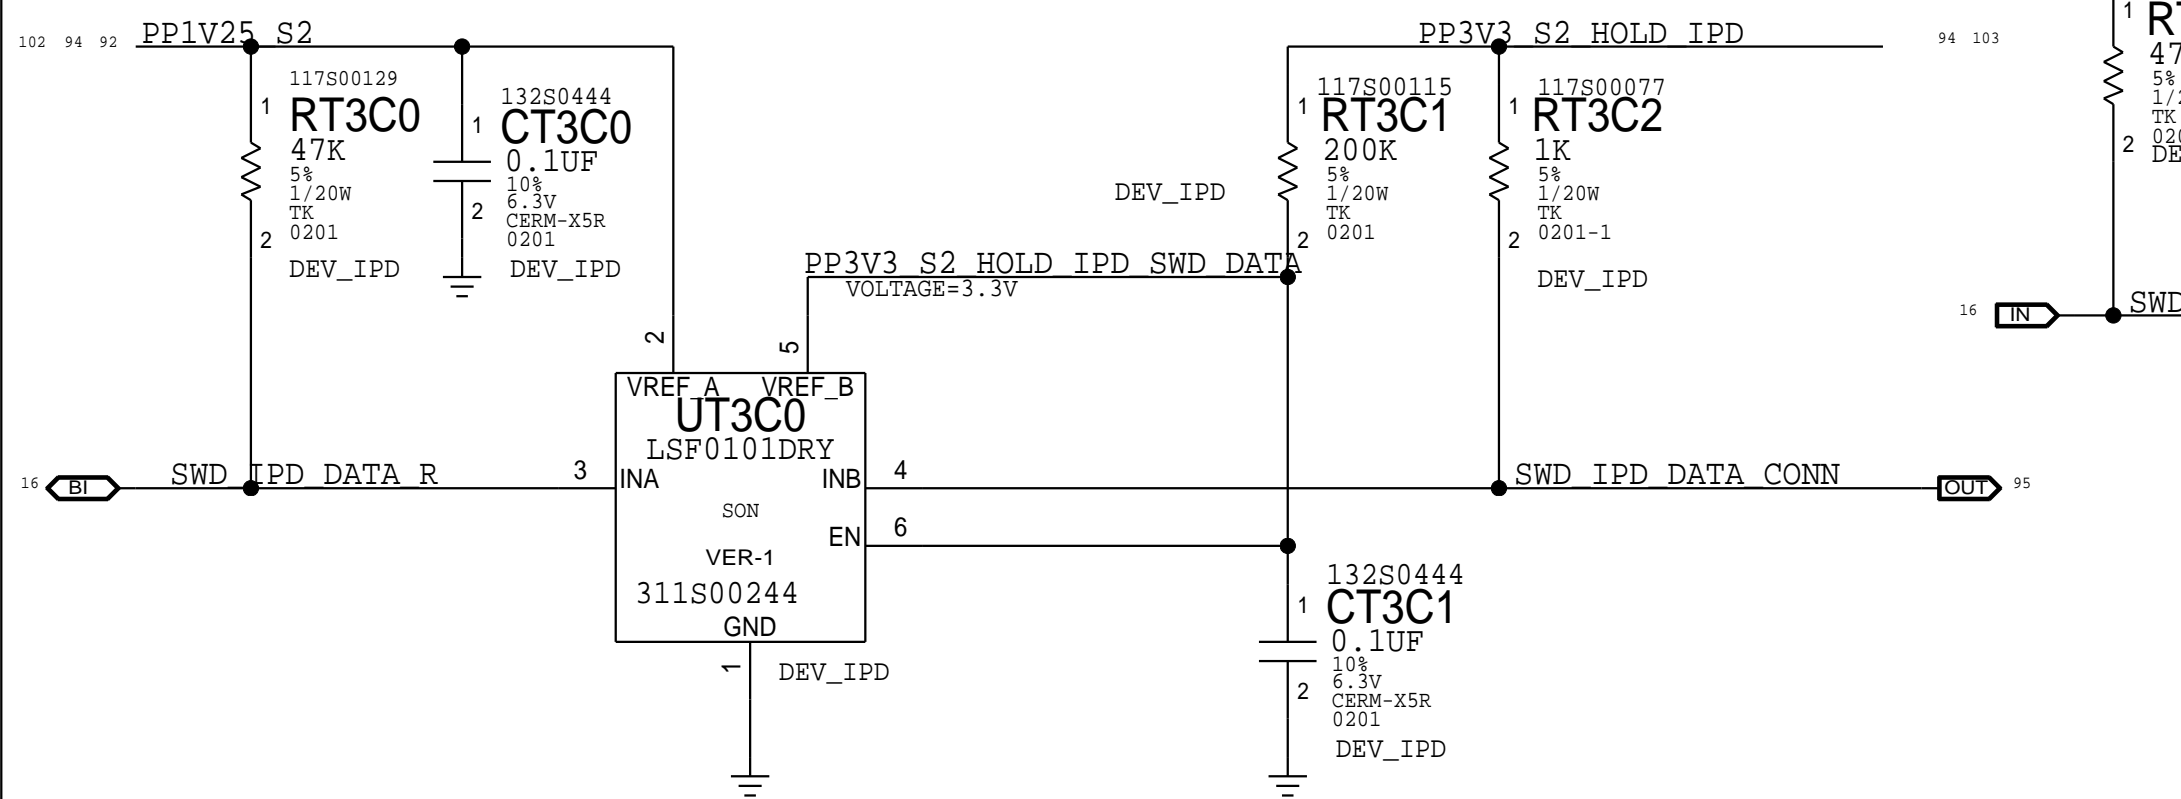 102 94 92 PP1V25_S2
117S00129
1
RT3C0
47K
5%
1/20W
TK
0201
2
DEV_IPD
132S0444
1
CT3C0
0.1UF
10%
6.3V
CERM-X5R
0201
2
DEV_IPD
PP3V3_S2_HOLD_IPD
94 103
117S00115
1
RT3C1
200K
5%
1/20W
TK
0201
2
DEV_IPD
117S00077
1
RT3C2
1K
5%
1/20W
TK
0201-1
2
DEV_IPD
PP3V3_S2_HOLD_IPD_SWD_DATA
VOLTAGE=3.3V
2
5
VREF_A VREF_B
UT3C0
LSF0101DRY
16 BI SWD_IPD_DATA_R 3 INA
INB 4 SWD_IPD_DATA_CONN OUT 95
SON
EN 6
VER-1
311S00244
GND
1
DEV_IPD
132S0444
1
CT3C1
0.1UF
10%
6.3V
CERM-X5R
0201
2
DEV_IPD
1
2
5%
TK
16 IN SWD